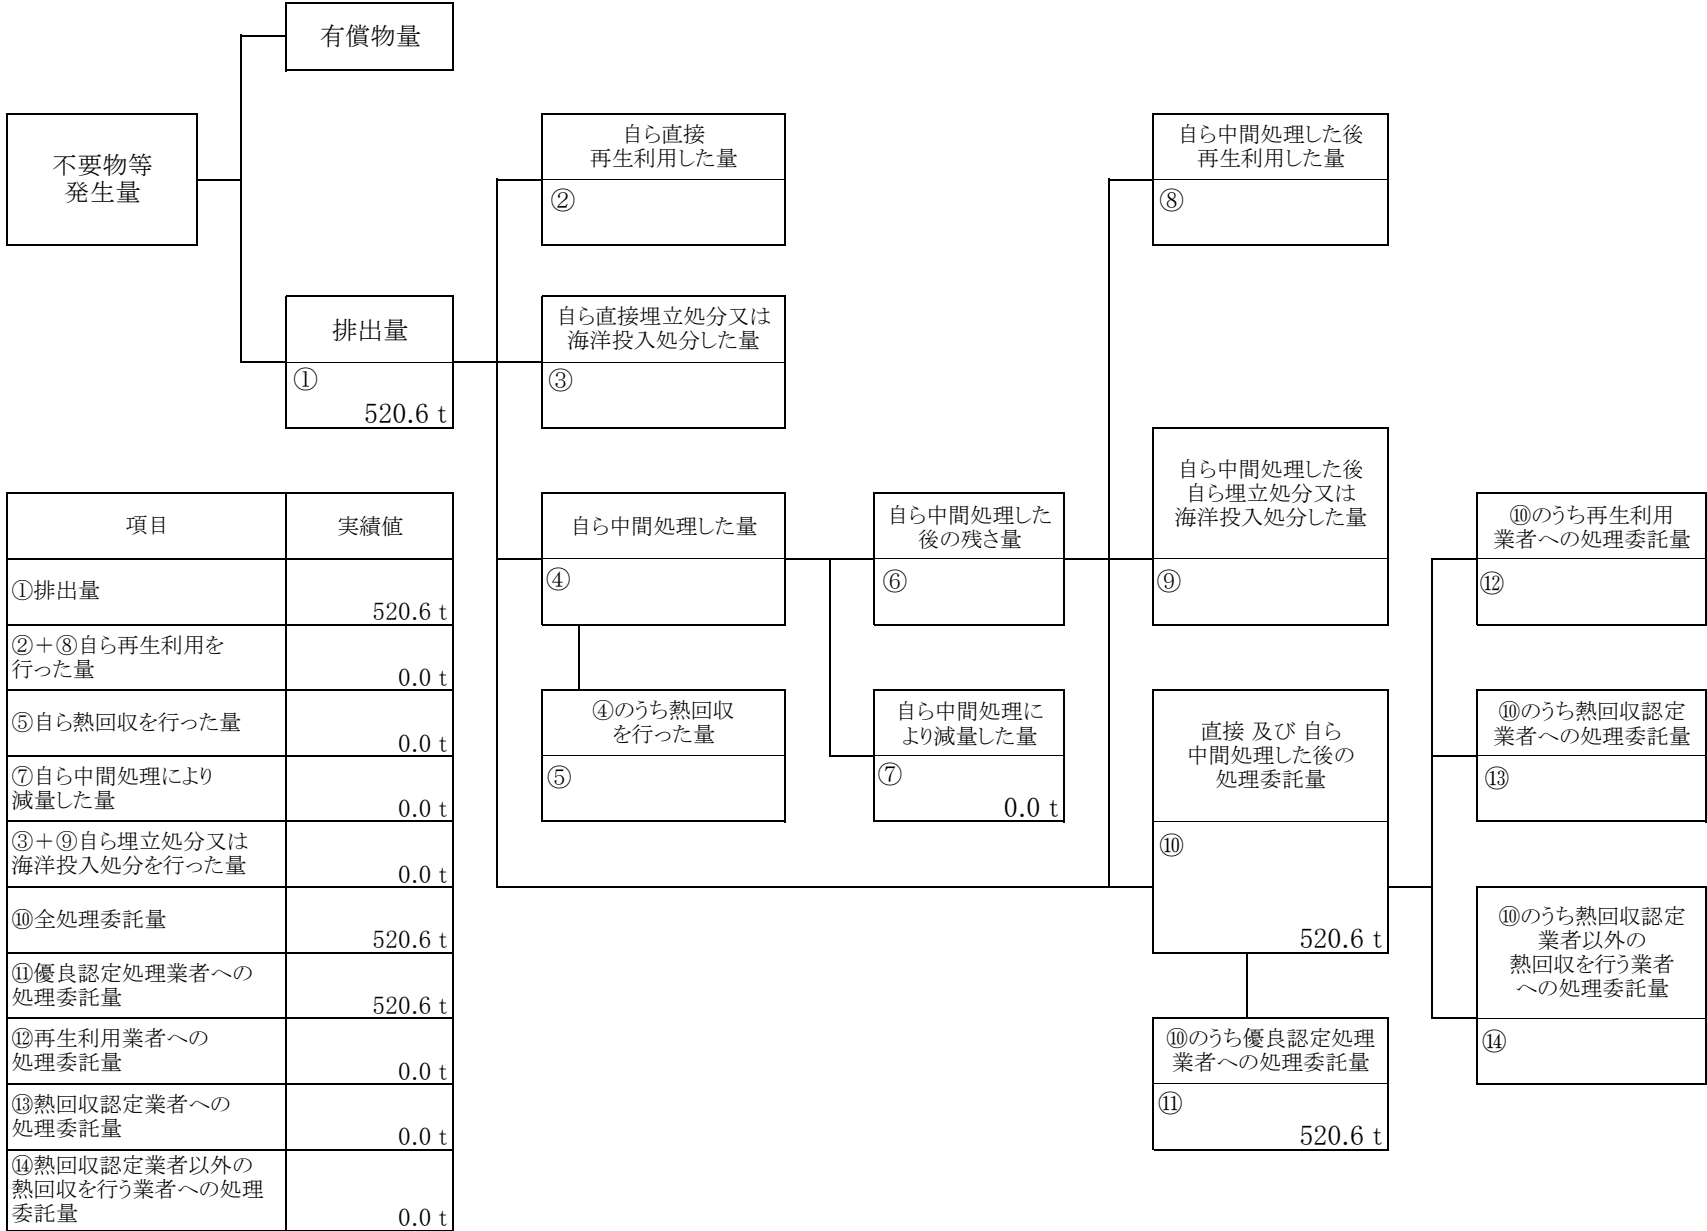 有償物量
不要物等
発生量
自ら直接
再生利用した量
②
自ら中間処理した後
再生利用した量
⑧
排出量
①
520.6 t
自ら直接埋立処分又は
海洋投入処分した量
③
自ら中間処理した量
④
自ら中間処理した
後の残さ量
⑥
自ら中間処理した後
自ら埋立処分又は
海洋投入処分した量
⑨
⑩のうち再生利用
業者への処理委託量
⑫
④のうち熱回収
を行った量
⑤
自ら中間処理に
より減量した量
⑦
0.0 t
直接 及び 自ら
中間処理した後の
処理委託量
⑩
520.6 t
⑩のうち熱回収認定
業者への処理委託量
⑬
⑩のうち熱回収認定
業者以外の
熱回収を行う業者
への処理委託量
⑭
⑩のうち優良認定処理
業者への処理委託量
⑪
520.6 t
項目 実績値
①排出量
520.6 t
②＋⑧自ら再生利用を
行った量
0.0 t
⑤自ら熱回収を行った量
0.0 t
⑦自ら中間処理により
減量した量
0.0 t
③＋⑨自ら埋立処分又は
海洋投入処分を行った量
0.0 t
⑩全処理委託量
520.6 t
⑪優良認定処理業者への
処理委託量
520.6 t
⑫再生利用業者への
処理委託量
0.0 t
⑬熱回収認定業者への
処理委託量
0.0 t
⑭熱回収認定業者以外の
熱回収を行う業者への処理
委託量
0.0 t